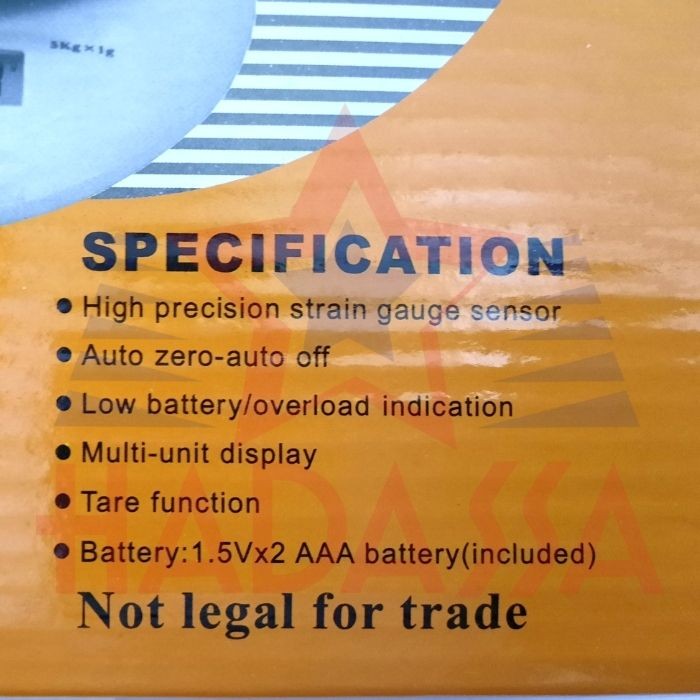 5Kg×1g
SPECIFICATION
• High precision strain gauge sensor
• Auto zero-auto off
• Low battery/overload indication
• Multi-unit display
• Tare function
• Battery:1.5Vx2 AAA battery(included)
HADASSA
Not legal for trade